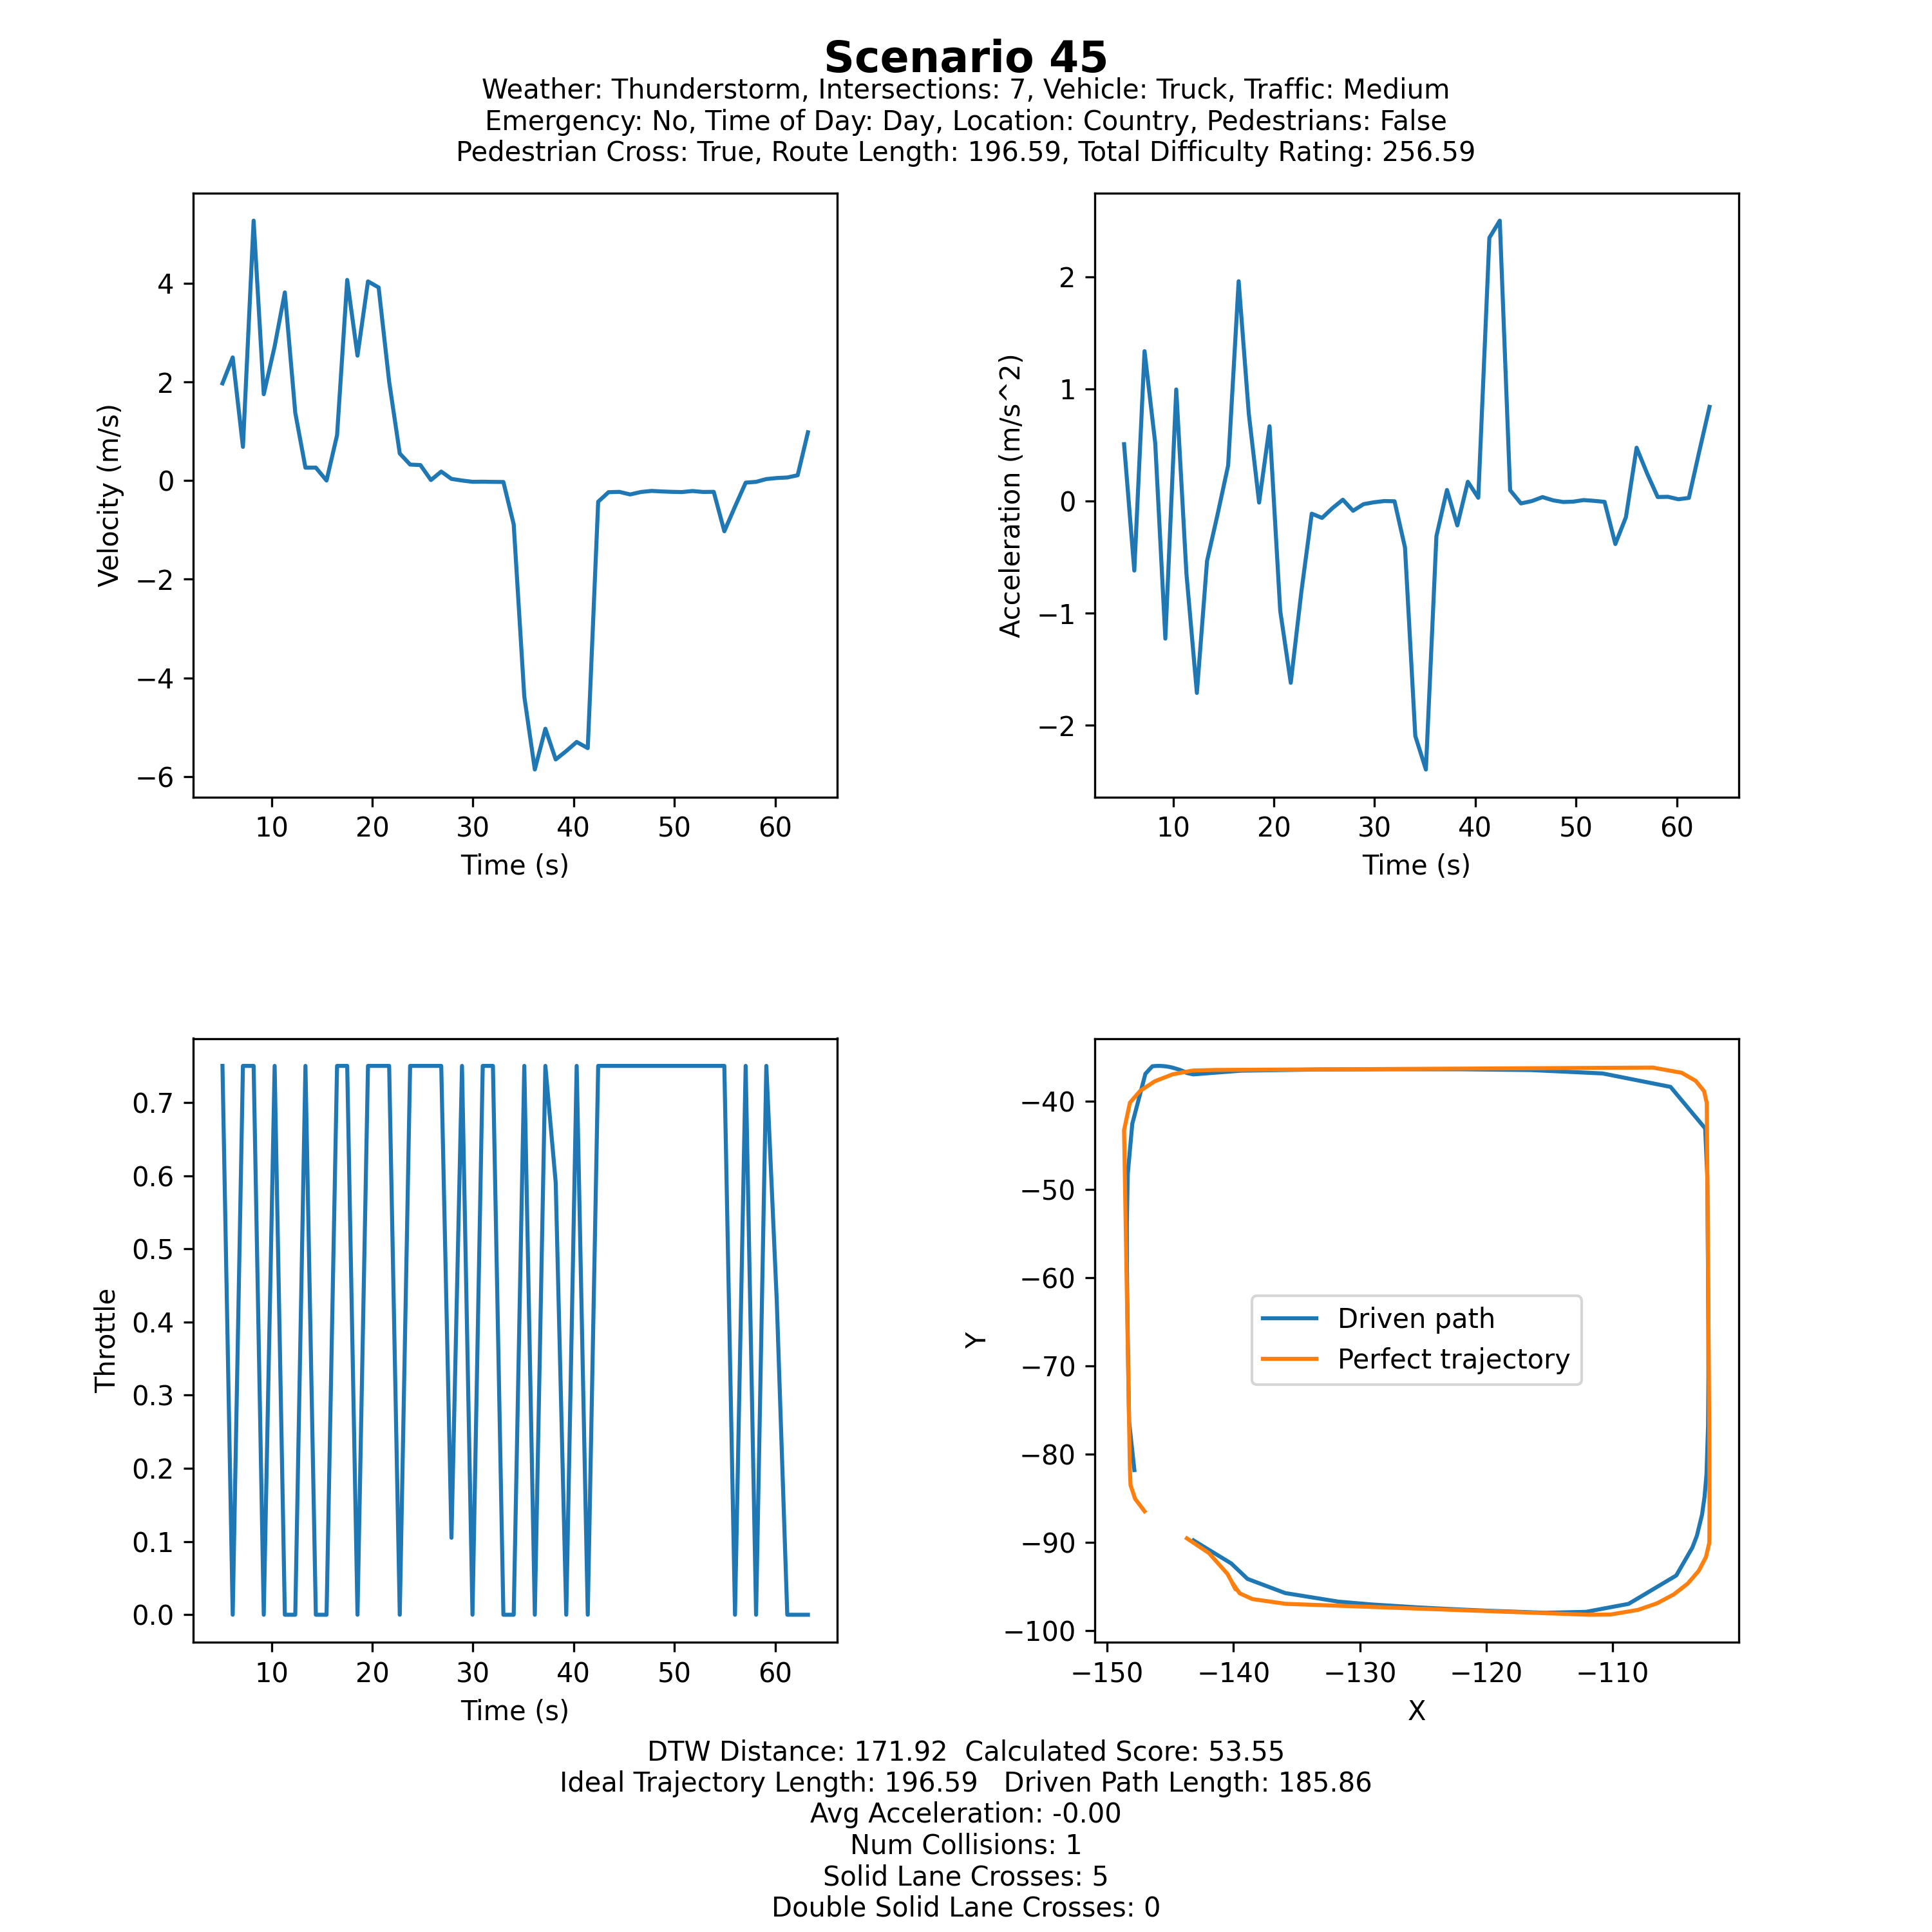 Scenario 45
Weather: Thunderstorm, Intersections: 7, Vehicle: Truck, Traffic: Medium
Emergency: No, Time of Day: Day, Location: Country, Pedestrians: False
Pedestrian Cross: True, Route Length: 196.59, Total Difficulty Rating: 256.59
Velocity (m/s)
4
2
0
−2
−4
−6
10 20 30 40 50 60
Time (s)
Acceleration (m/s^2)
2
1
0
−1
−2
10 20 30 40 50 60
Time (s)
Throttle
0.7
0.6
0.5
0.4
0.3
0.2
0.1
0.0
10 20 30 40 50 60
Time (s)
Y
−40
−50
−60
−70
−80
−90
−100
Driven path
Perfect trajectory
−150 −140 −130 −120 −110
X
DTW Distance: 171.92 Calculated Score: 53.55
Ideal Trajectory Length: 196.59 Driven Path Length: 185.86
Avg Acceleration: -0.00
Num Collisions: 1
Solid Lane Crosses: 5
Double Solid Lane Crosses: 0